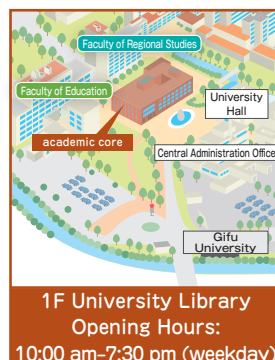 Faculty of Regional Studies
Faculty of Education
University
Hall
academic core
Central Administration Office
Gifu
University
1F University Library
Opening Hours:
10:00 am–7:30 pm (weekday)